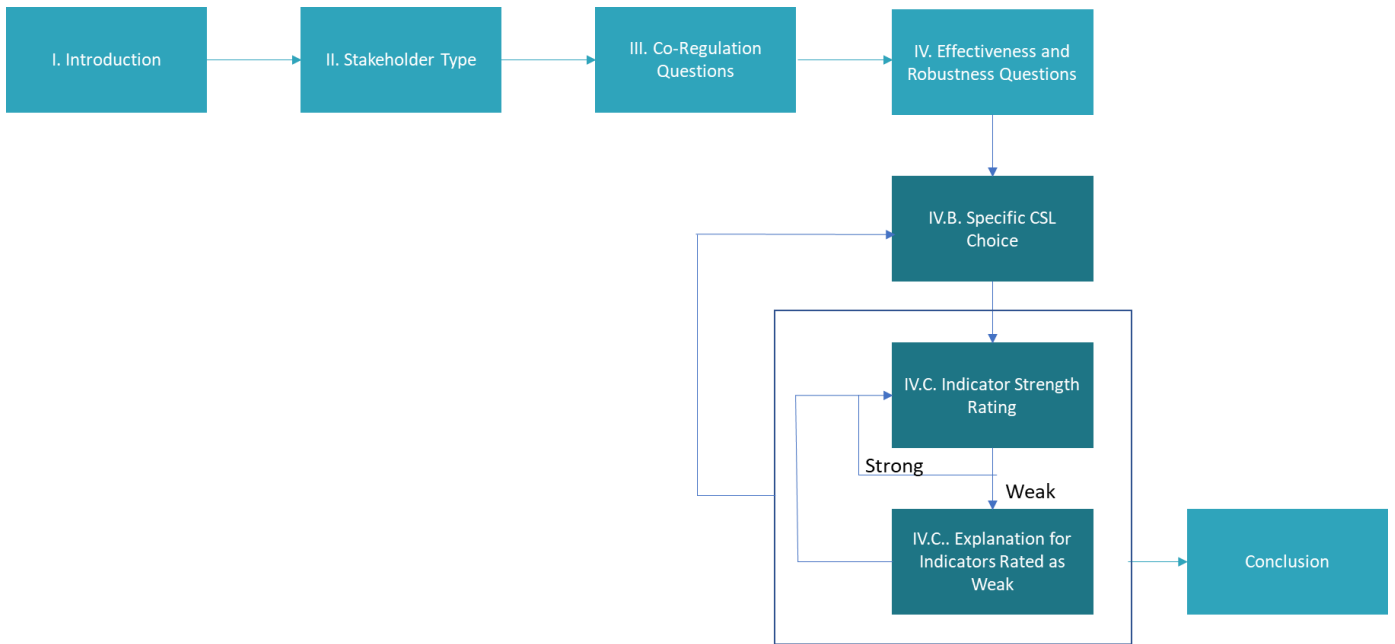 I. Introduction
II. Stakeholder Type
III. Co-Regulation
Questions
IV. Effectiveness and
Robustness Questions
IV.B. Specific CSL
Choice
IV.C. Indicator Strength
Rating
Strong
Weak
IV.C.. Explanation for
Indicators Rated as
Weak
Conclusion